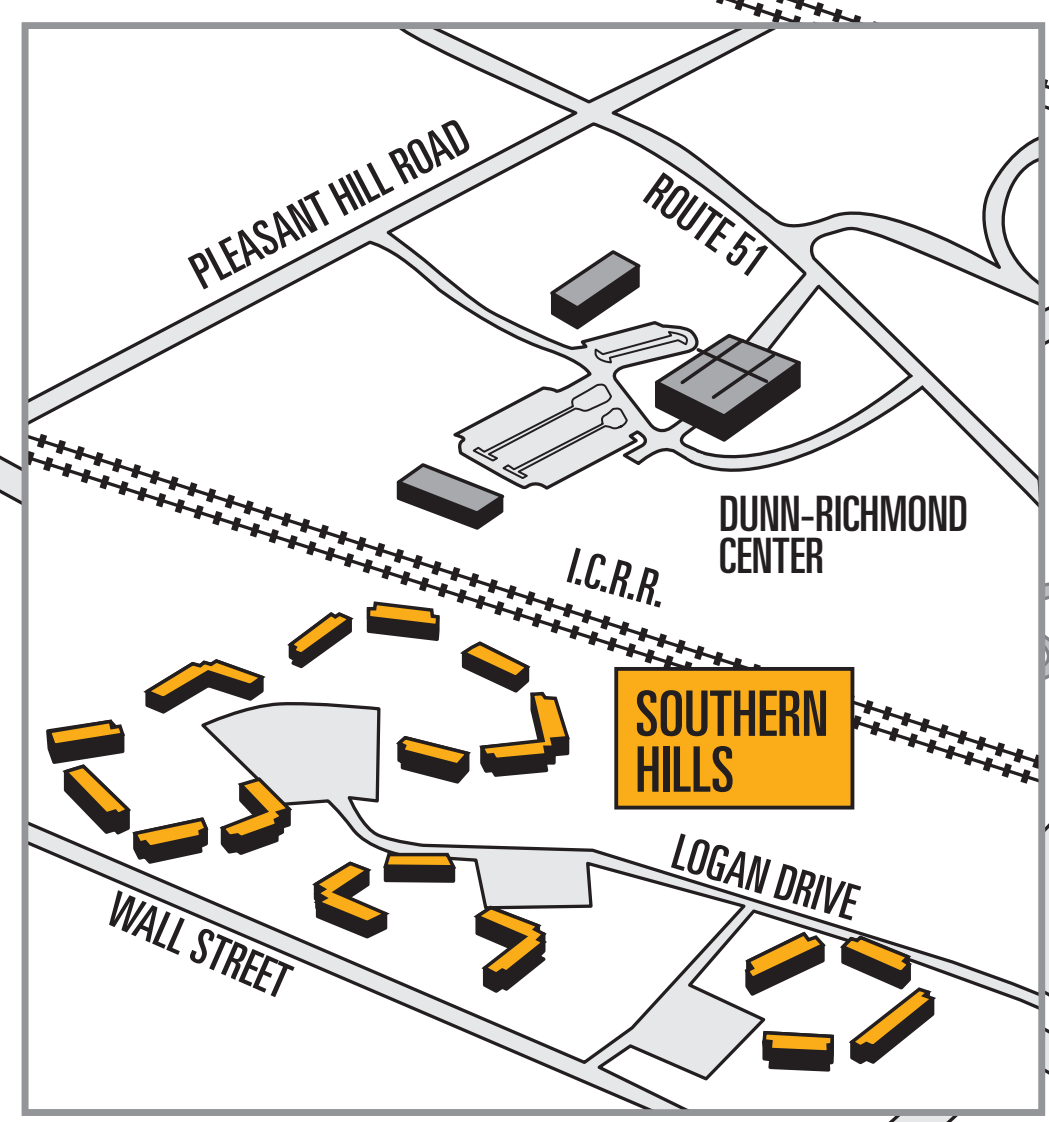 PLEASANT HILL ROAD
ROUTE 51
DUNN-RICHMOND
CENTER
I.C.R.R.
SOUTHERN
HILLS
LOGAN DRIVE
WALL STREET